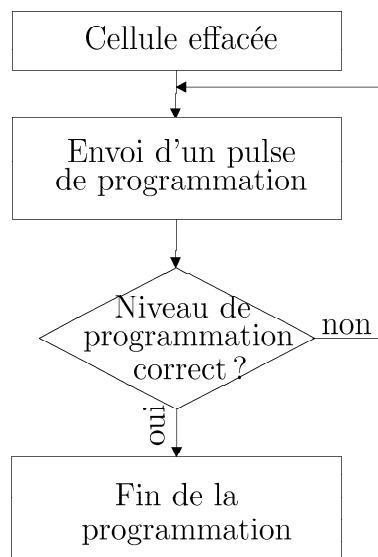 Cellule effacée
Envoi d'un pulse
de programmation
Niveau de
programmation
correct ?
non
oui
Fin de la
programmation